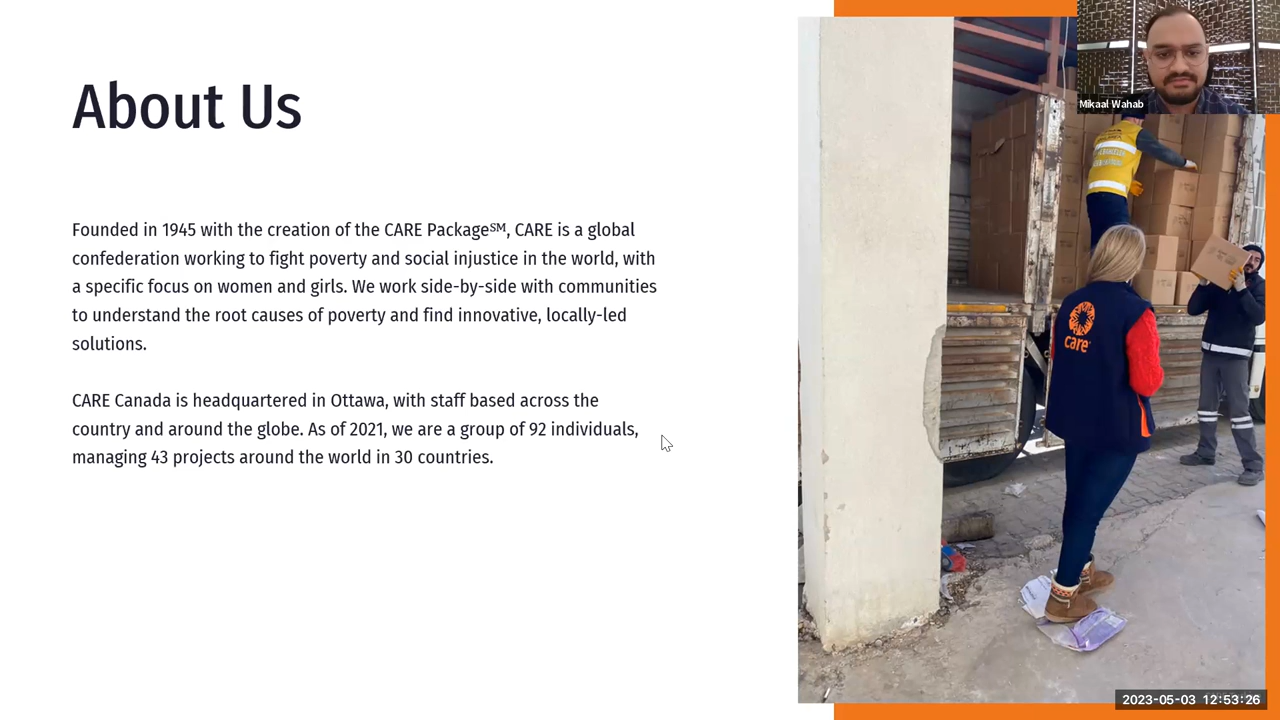 About Us
Founded in 1945 with the creation of the CARE Package℠, CARE is a global
confederation working to fight poverty and social injustice in the world, with
a specific focus on women and girls. We work side-by-side with communities
to understand the root causes of poverty and find innovative, locally-led
solutions.
CARE Canada is headquartered in Ottawa, with staff based across the
country and around the globe. As of 2021, we are a group of 92 individuals,
managing 43 projects around the world in 30 countries.
Mikaal Wahab
care
2023-05-03 12:53:26